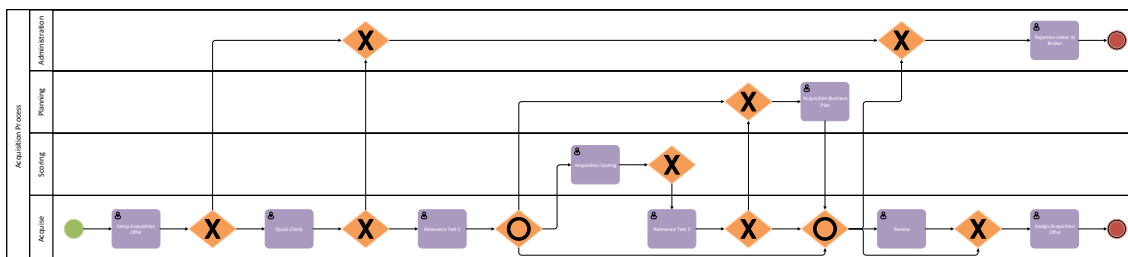 Acquisition Process
Administration
Rejection Letter to
Broker
Planning
Acquisition Business
Plan
Scoring
Acquisition Scoring
Acquise
Setup Acquisition
Offer
Quick Check
Relevance Test 1
Relevance Test 2
Review
Assign Acquisition
Offer